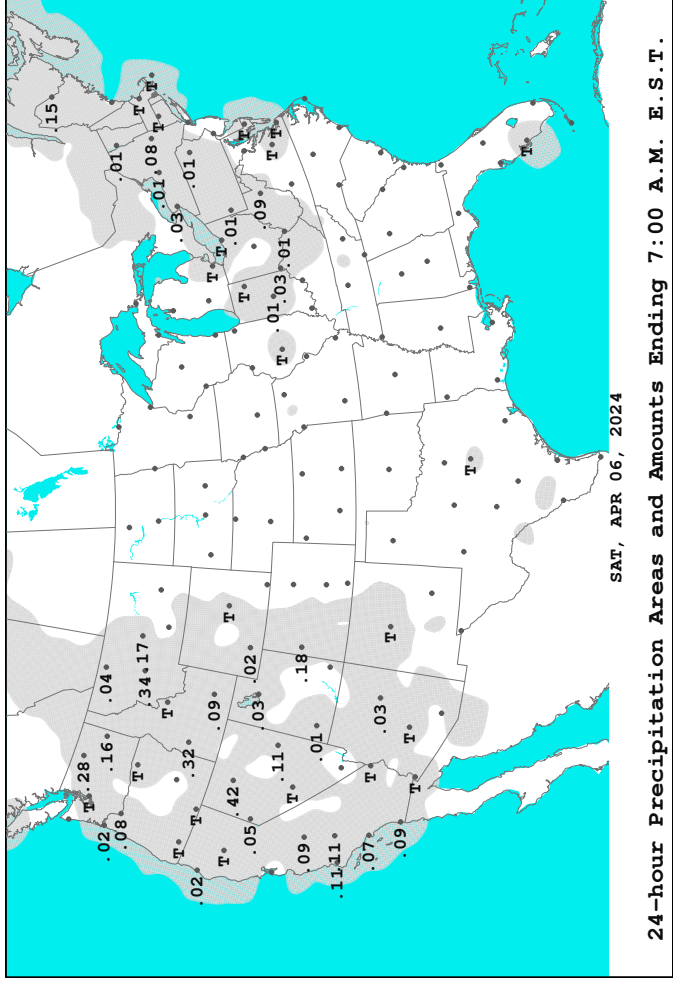 .15
.28
T
.04
.16
.02
.01
.08
T
T
.17
.34
T
.08
T
.01
T
.03
T
.01
.32
T
.02
T
.09
T
T
.01
T
.42
T
T
.02
.05
.09
.03
T
T
.01
.11
.03
.01
T
T
.18
.09
.01
.11
.11
.07
T
.03
T
.09
T
T
T
T
SAT, APR 06, 2024
24-hour Precipitation Areas and Amounts Ending 7:00 A.M. E.S.T.